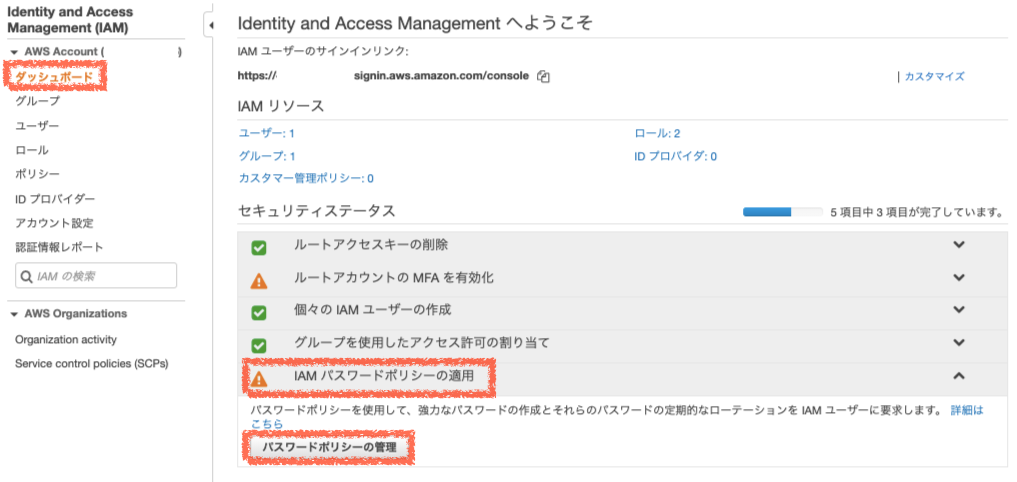 Identity and Access
Management (IAM)
AWS Account ( )
ダッシュボード
グループ
ユーザー
ロール
ポリシー
ID プロバイダー
アカウント設定
認証情報レポート
IAM の検索
AWS Organizations
Organization activity
Service control policies (SCPs)
Identity and Access Management へようこそ
IAM ユーザーのサインインリンク:
https:// signin.aws.amazon.com/console | カスタマイズ
IAM リソース
ユーザー: 1 ロール: 2
グループ: 1 ID プロバイダ: 0
カスタマー管理ポリシー: 0
セキュリティステータス 5 項目中 3 項目が完了しています。
ルートアクセスキーの削除
ルートアカウントの MFA を有効化
個々の IAM ユーザーの作成
グループを使用したアクセス許可の割り当て
IAM パスワードポリシーの適用
パスワードポリシーを使用して、強力なパスワードの作成とそれらのパスワードの定期的なローテーションを IAM ユーザーに要求します。 詳細は
こちら
パスワードポリシーの管理